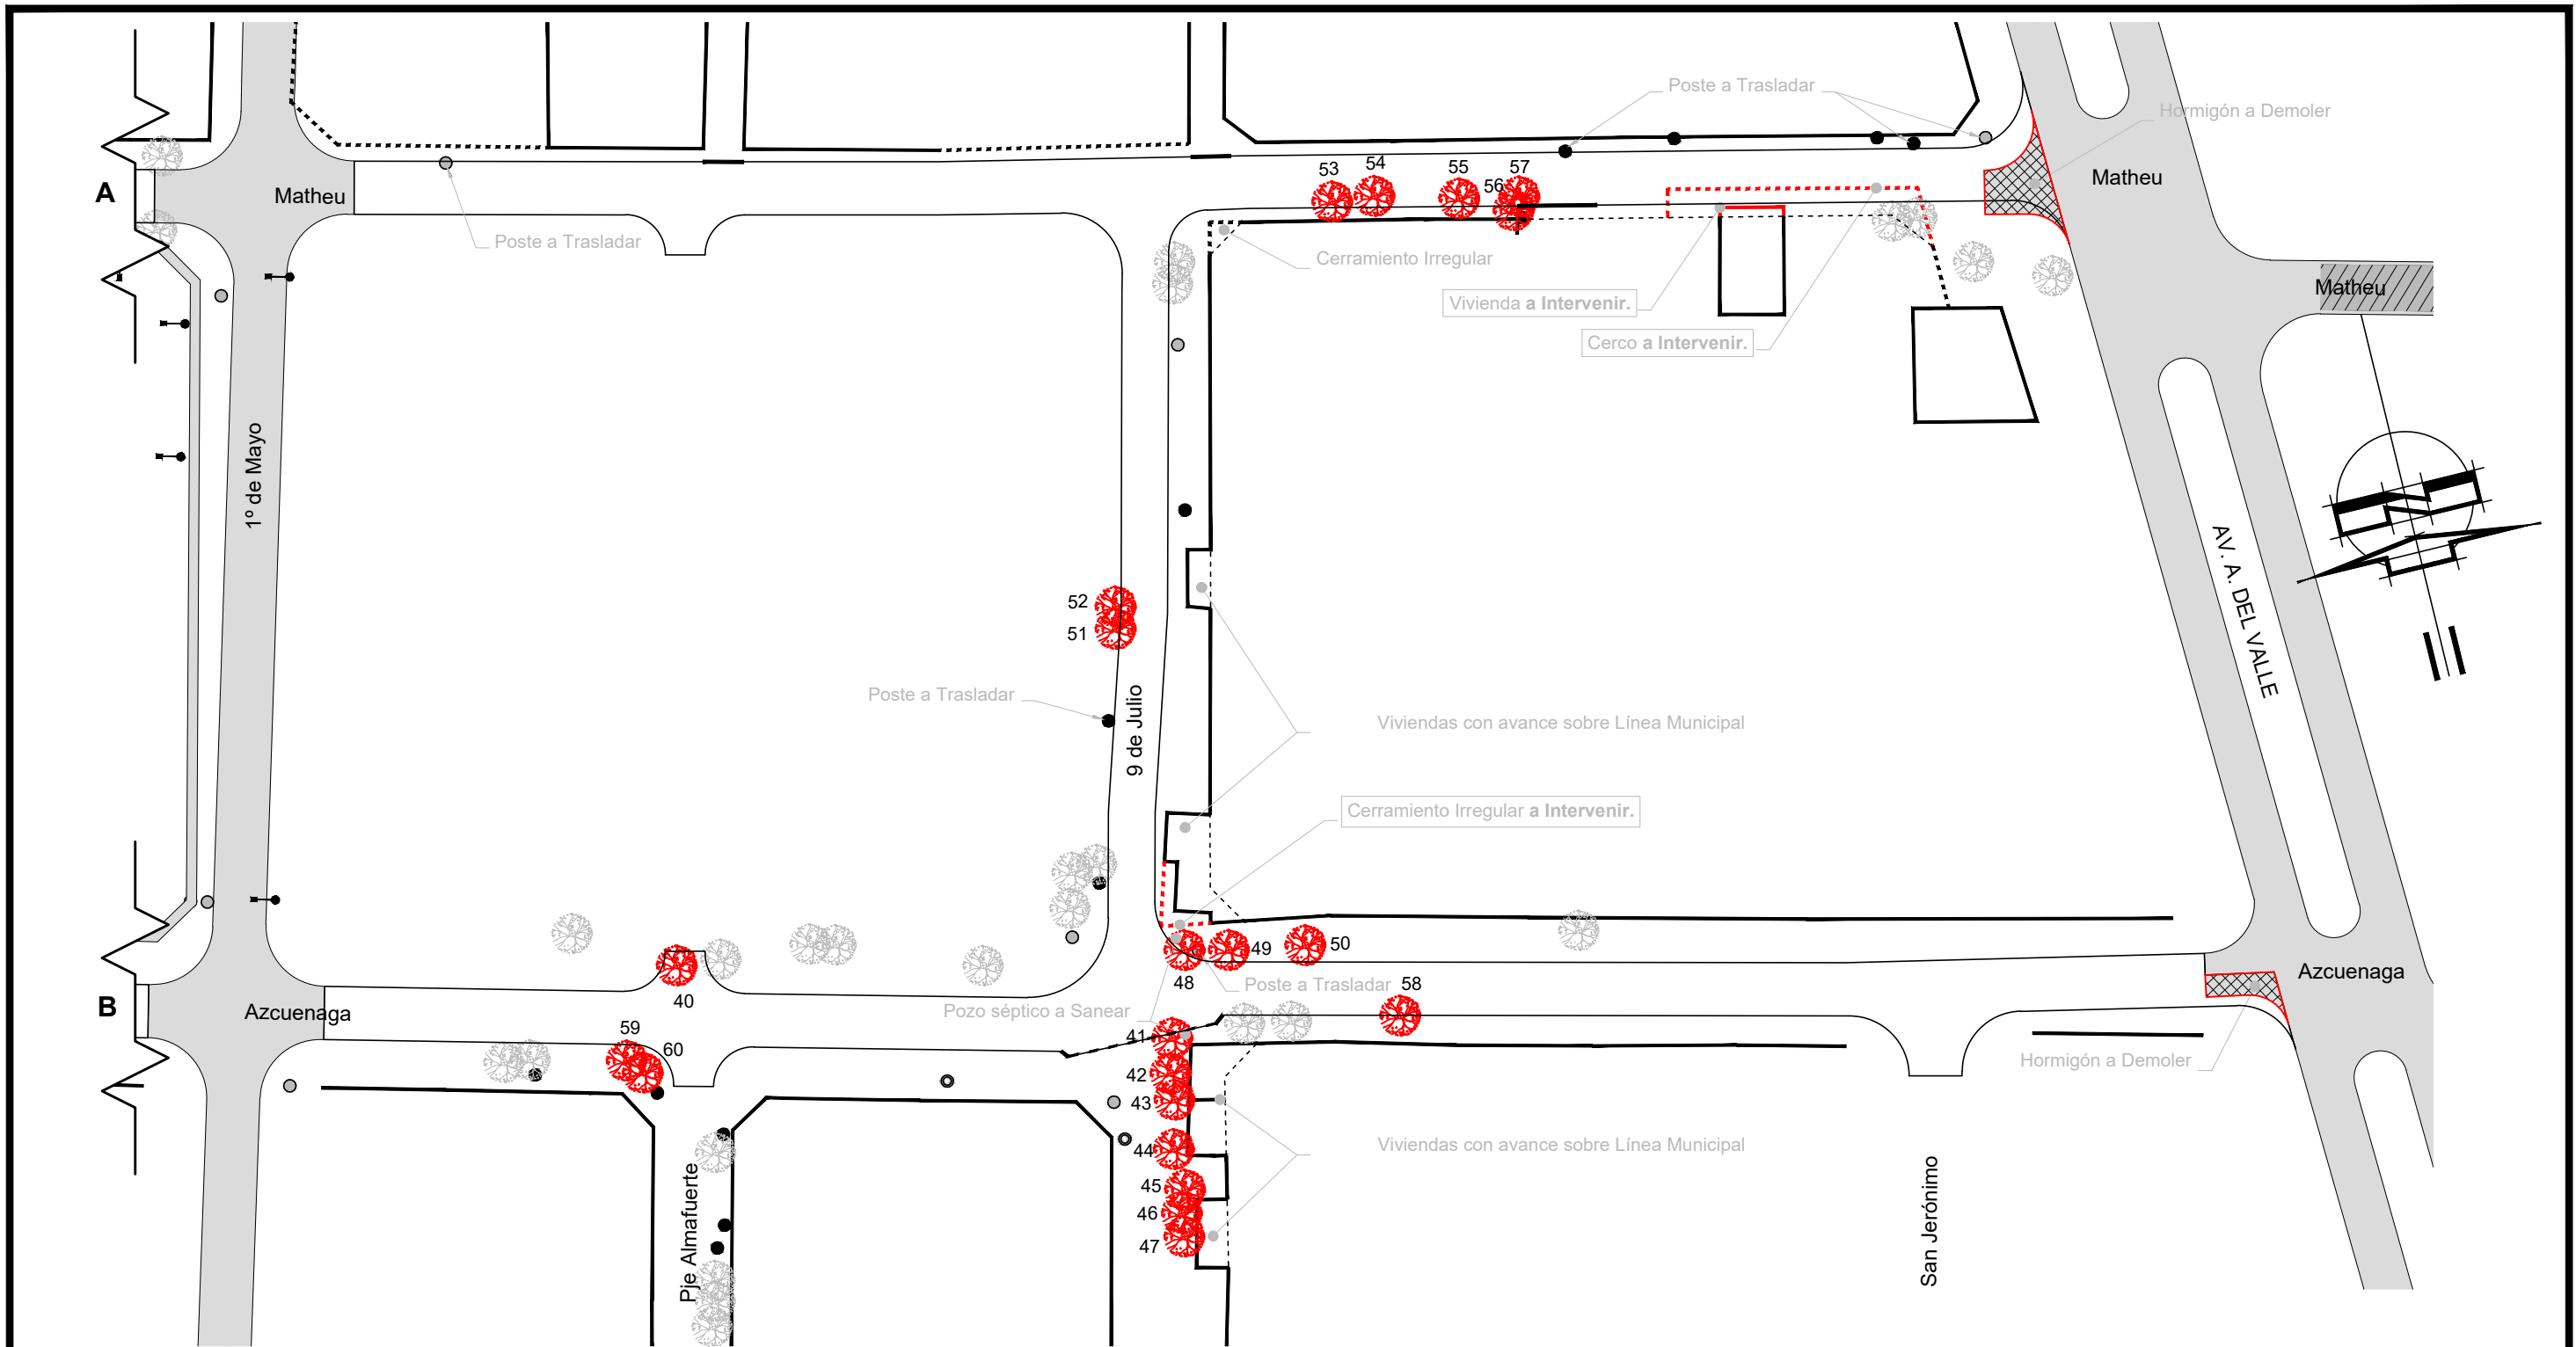 Poste a Trasladar
Hormigón a Demoler
53
54
55
56
57
A
Matheu
Matheu
Poste a Trasladar
Cerramiento Irregular
Vivienda a Intervenir.
Matheu
Cerco a Intervenir.
1º de Mayo
AV. A. DEL VALLE
52
51
Poste a Trasladar
9 de Julio
Viviendas con avance sobre Línea Municipal
Cerramiento Irregular a Intervenir.
49
50
48
Poste a Trasladar
58
40
Azcuenaga
B
Azcuenaga
Pozo séptico a Sanear
59
60
41
42
43
Hormigón a Demoler
44
Viviendas con avance sobre Línea Municipal
45
46
47
Pje Almafuerte
San Jerónimo